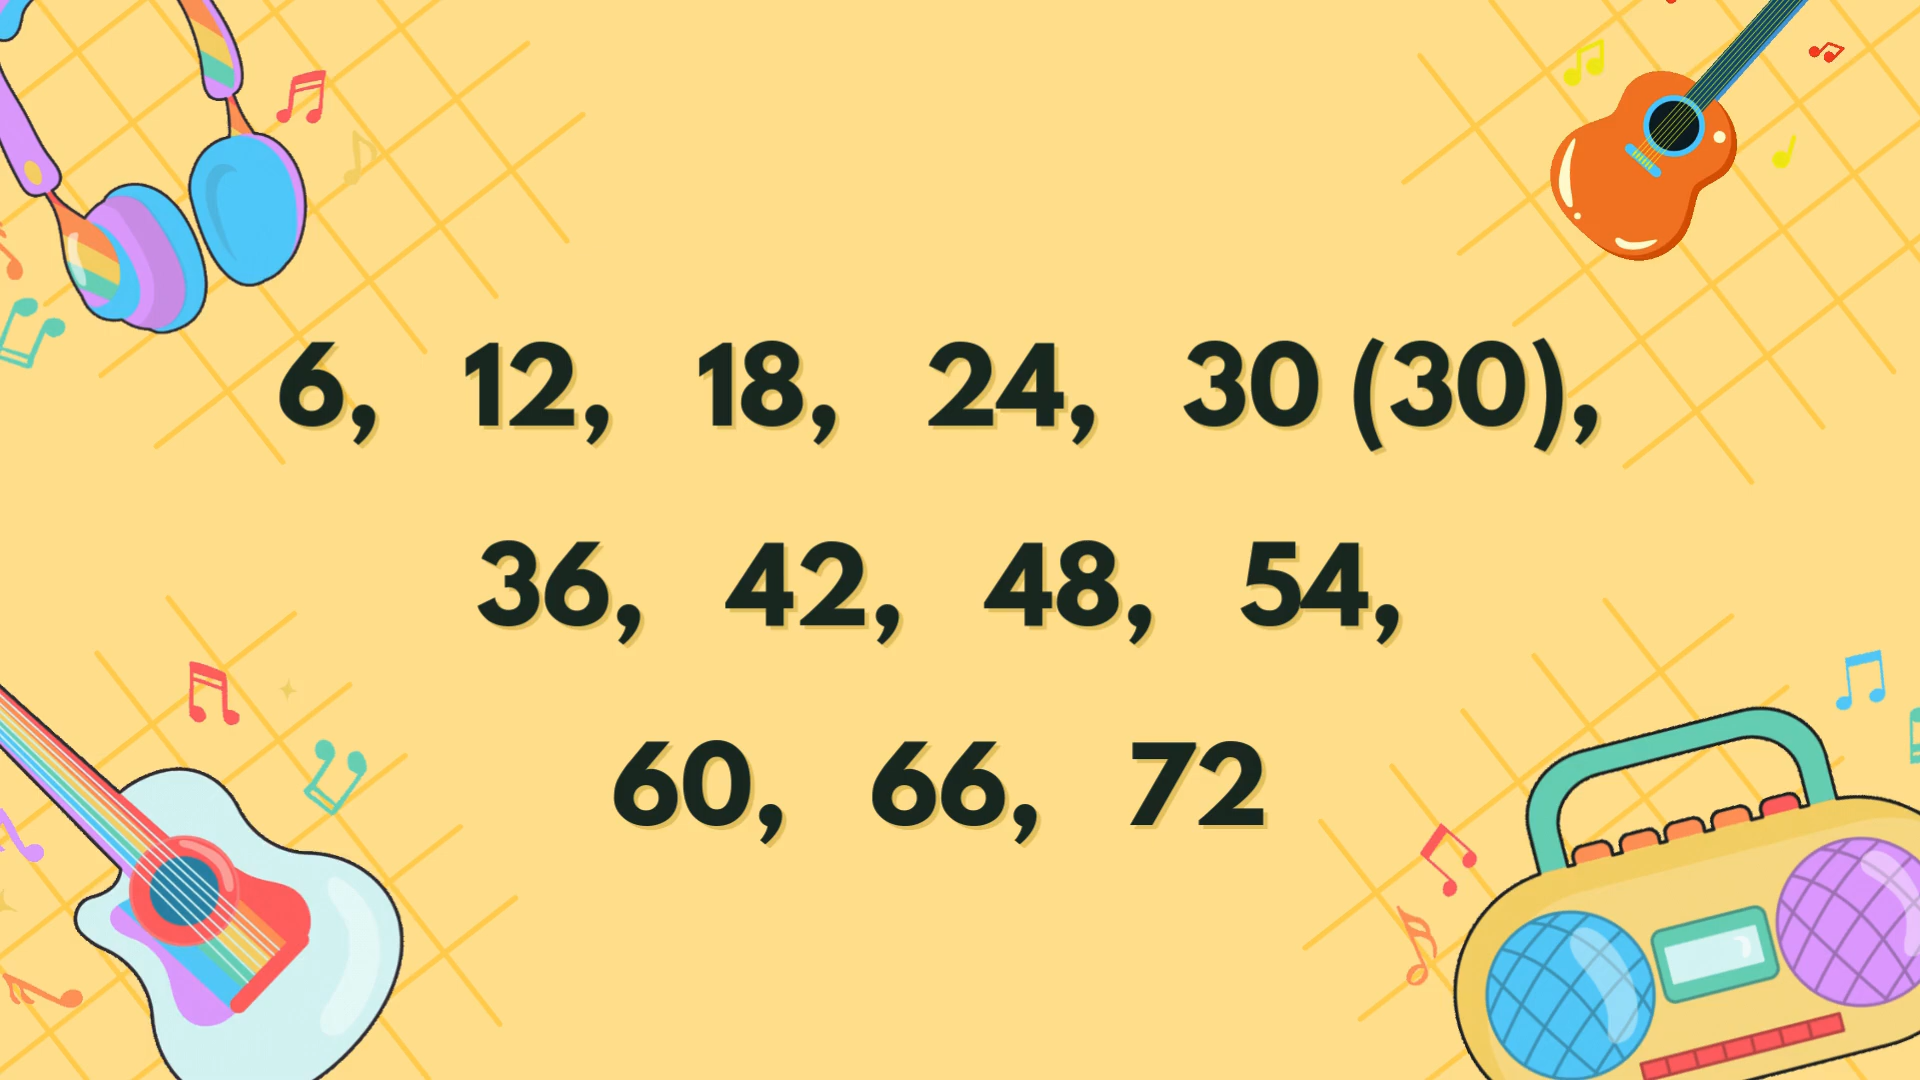 6, 12, 18, 24, 30 (30),
36, 42, 48, 54,
60, 66, 72